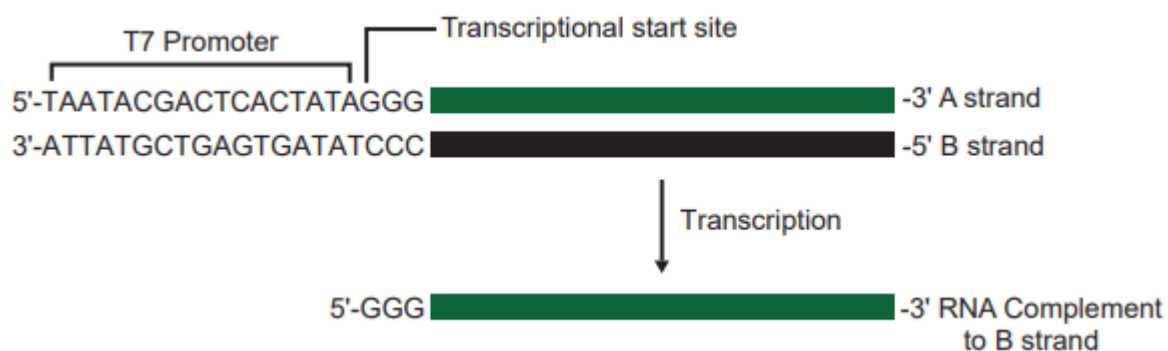 T7 Promoter
Transcriptional start site
5'-TAATACGACTCACTATAGGG -3' A strand
3'-ATTATGCTGAGTGATATCCC -5' B strand
Transcription
5'-GGG -3' RNA Complement
to B strand